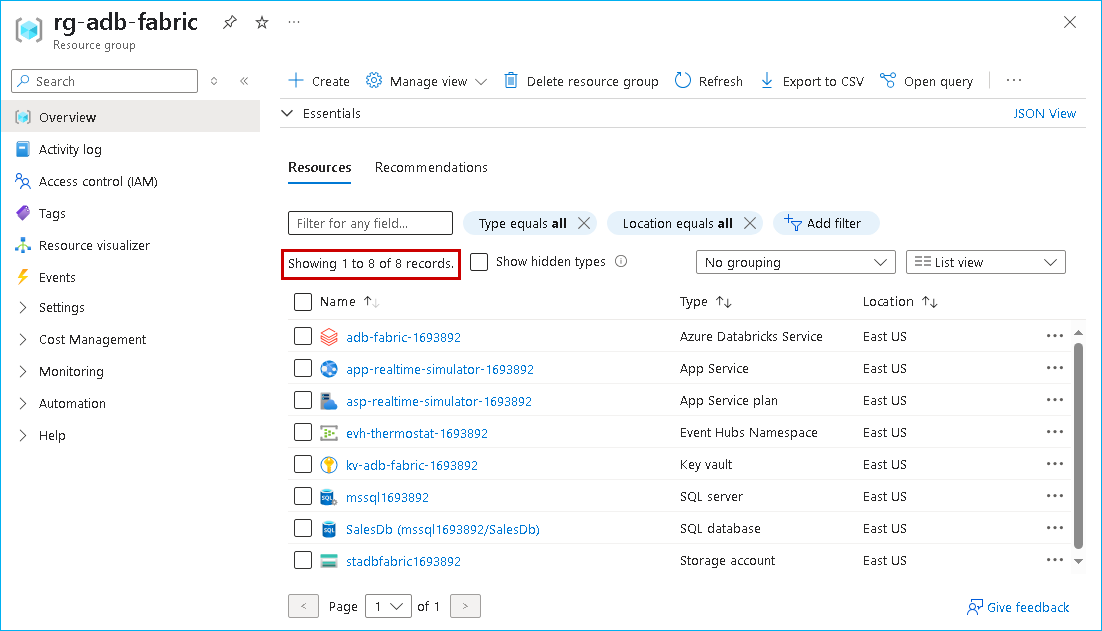 rg-adb-fabric
Resource group
Search
Create Manage view Delete resource group Refresh Export to CSV Open query
Overview
Activity log
Access control (IAM)
Tags
Resource visualizer
Events
Settings
Cost Management
Monitoring
Automation
Help
Essentials JSON View
Resources Recommendations
Filter for any field... Type equals all Location equals all Add filter
Showing 1 to 8 of 8 records. Show hidden types No grouping List view
Name Type Location
adb-fabric-1693892 Azure Databricks Service East US
app-realtime-simulator-1693892 App Service East US
asp-realtime-simulator-1693892 App Service plan East US
evh-thermostat-1693892 Event Hubs Namespace East US
kv-adb-fabric-1693892 Key vault East US
mssql1693892 SQL server East US
SalesDb (mssql1693892/SalesDb) SQL database East US
stadbfabric1693892 Storage account East US
< Page 1 of 1 >
Give feedback